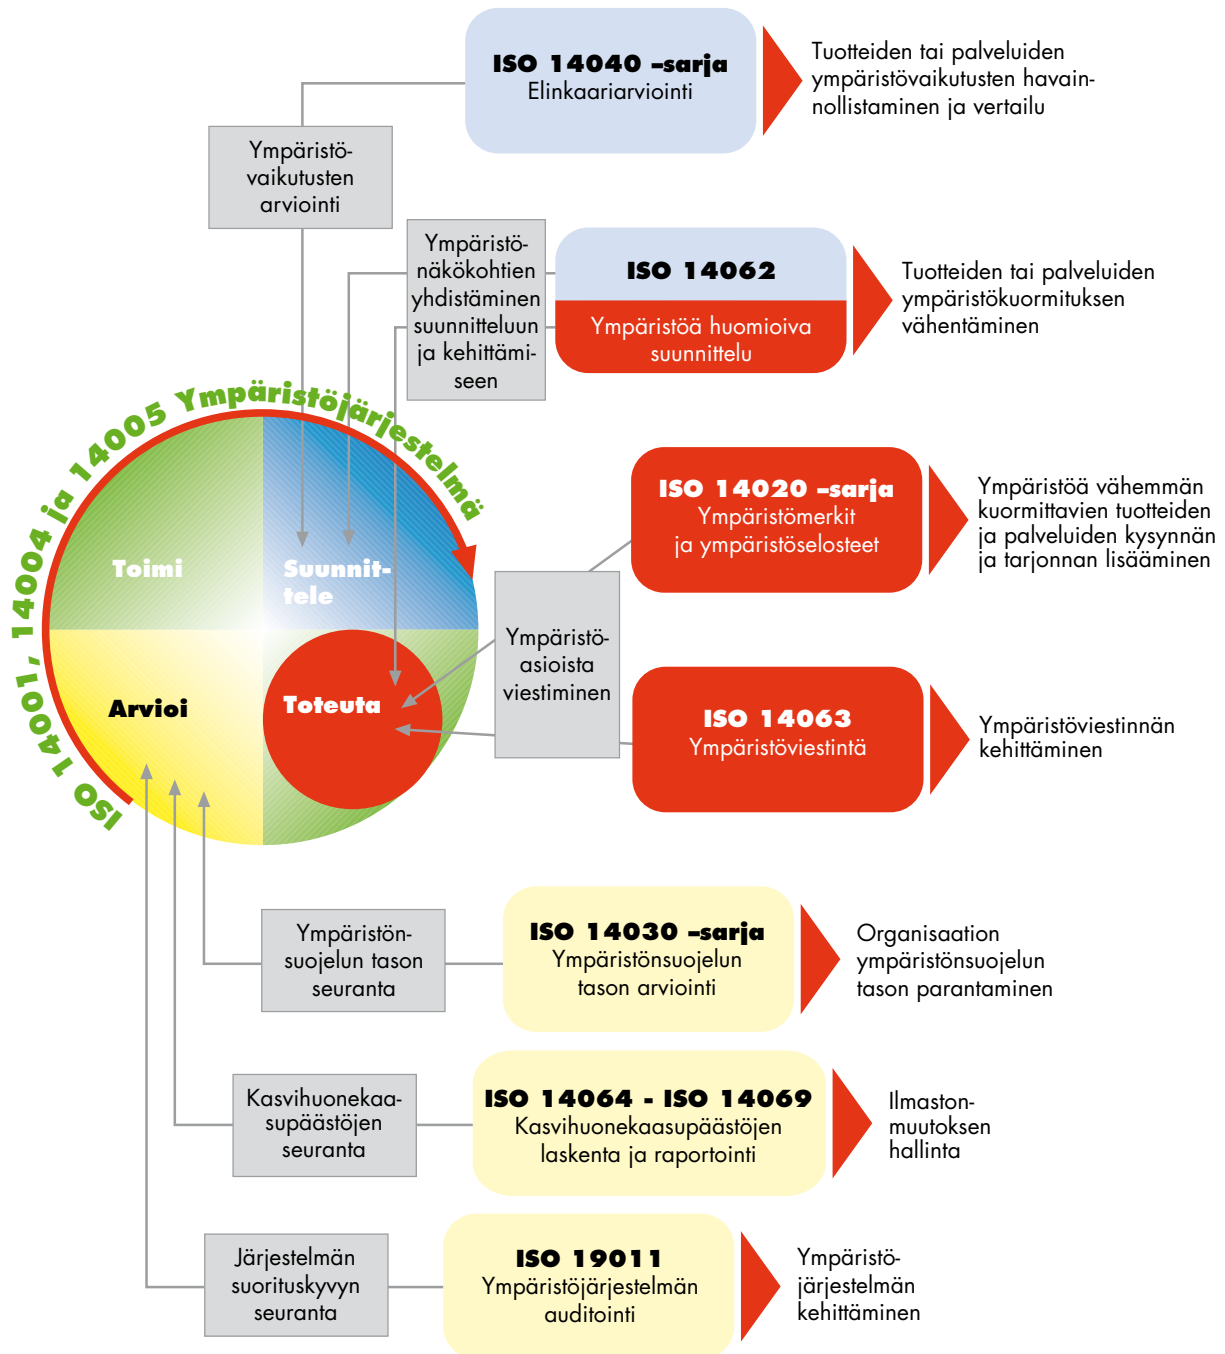 ISO 14040 –sarja
Elinkaariarviointi
Tuotteiden tai palveluiden
ympäristövaikutusten havain-
nollistaminen ja vertailu
Ympäristö-
vaikutusten
arviointi
Ympäristö-
näkökohtien
yhdistäminen
suunnitteluun
ja kehittämi-
seen
ISO 14062
Ympäristöä huomioiva
suunnittelu
Tuotteiden tai palveluiden
ympäristökuormituksen
vähentäminen
ISO 14001, 14004 ja 14005 Ympäristöjärjestelmä
Toimi
Suunnit-
tele
Arvioi
Toteuta
ISO 14020 –sarja
Ympäristömerkit
ja ympäristöselosteet
Ympäristöä vähemmän
kuormittavien tuotteiden
ja palveluiden kysynnän
ja tarjonnan lisääminen
Ympäristö-
asioista
viestiminen
ISO 14063
Ympäristöviestintä
Ympäristöviestinnän
kehittäminen
Ympäristön-
suojelun tason
seuranta
ISO 14030 –sarja
Ympäristönsuojelun
tason arviointi
Organisaation
ympäristönsuojelun
tason parantaminen
Kasvihuonekaa-
supäästöjen
seuranta
ISO 14064 - ISO 14069
Kasvihuonekaasupäästöjen
laskenta ja raportointi
Ilmaston-
muutoksen
hallinta
Järjestelmän
suorituskyvyn
seuranta
ISO 19011
Ympäristöjärjestelmän
auditointi
Ympäristö-
järjestelmän
kehittäminen